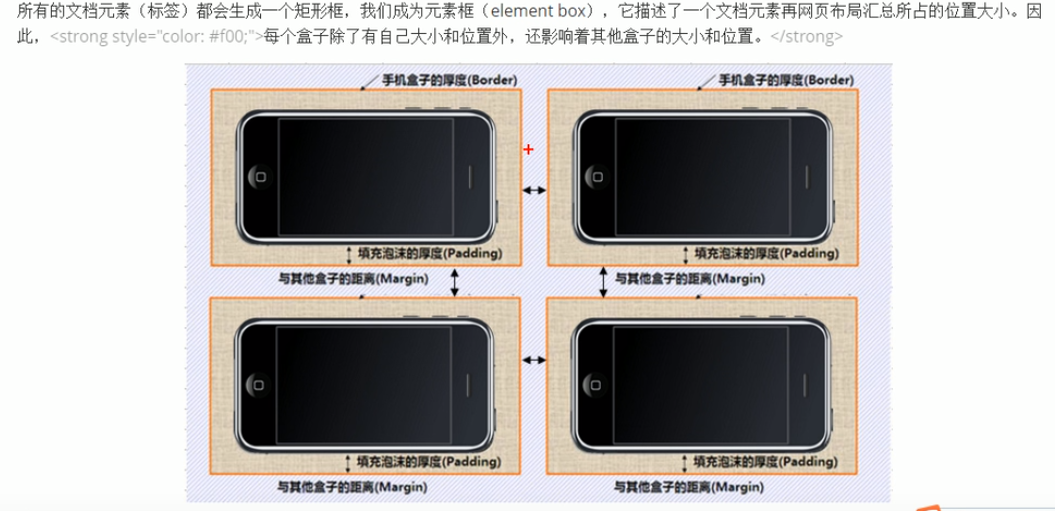 所有的文档元素（标签）都会生成一个矩形框，我们成为元素框（element box），它描述了一个文档元素再网页布局汇总所占的位置大小。因
此，<strong style="color: #f00;">每个盒子除了有自己大小和位置外，还影响着其他盒子的大小和位置。</strong>
手机盒子的厚度(Border) 手机盒子的厚度(Border)
填充泡沫的厚度(Padding) 填充泡沫的厚度(Padding)
与其他盒子的距离(Margin) 与其他盒子的距离(Margin)
填充泡沫的厚度(Padding) 填充泡沫的厚度(Padding)
与其他盒子的距离(Margin) 与其他盒子的距离(Margin)